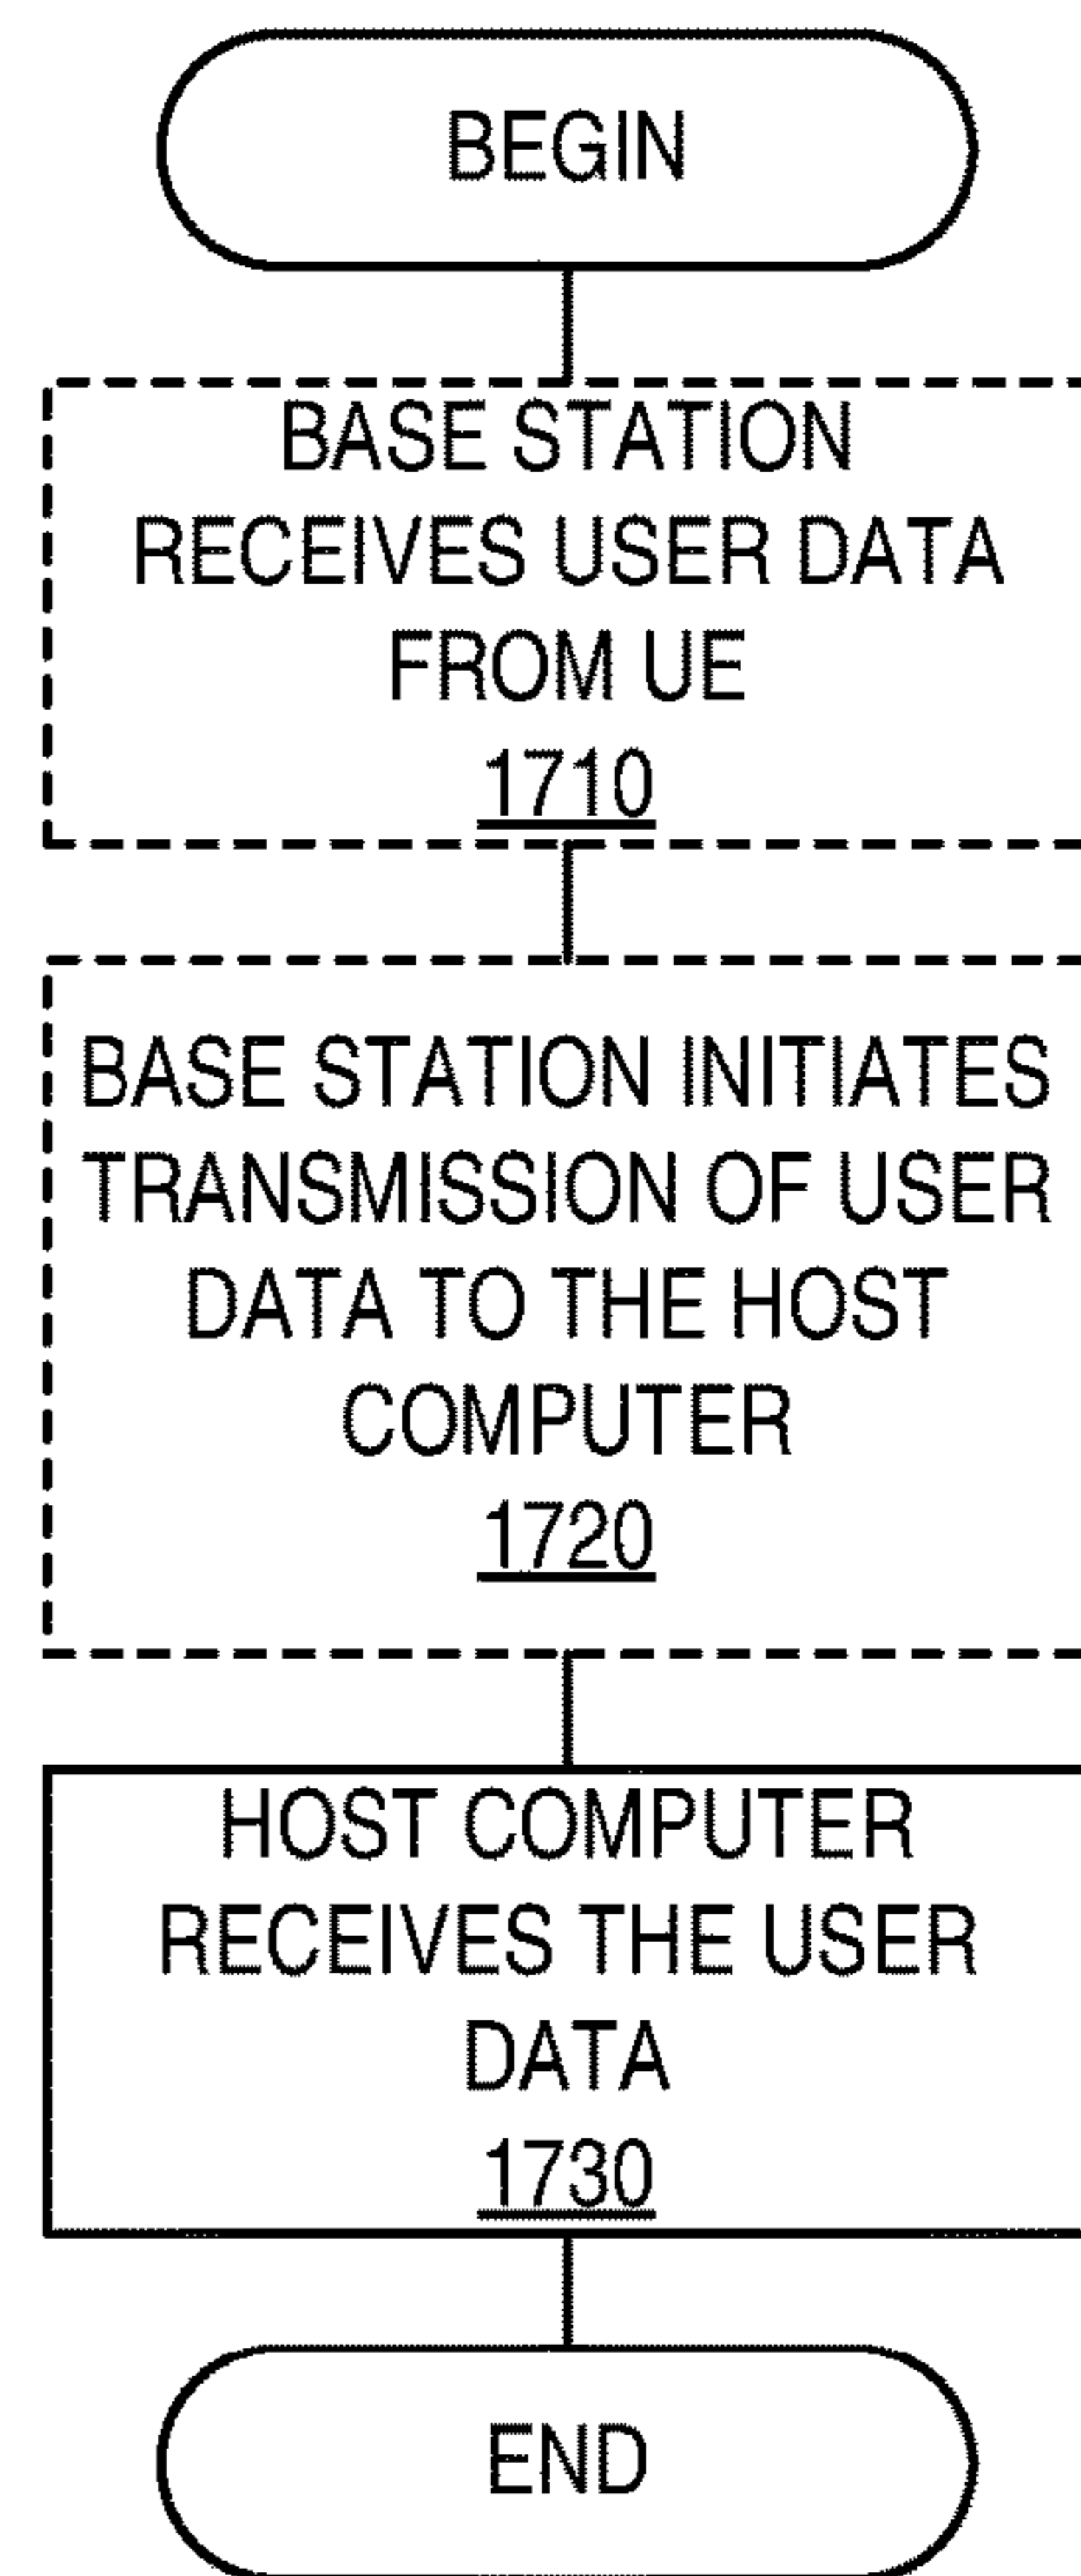 BEGIN
BASE STATION
RECEIVES USER DATA
FROM UE
1710
BASE STATION INITIATES
TRANSMISSION OF USER
DATA TO THE HOST
COMPUTER
1720
HOST COMPUTER
RECEIVES THE USER
DATA
1730
END